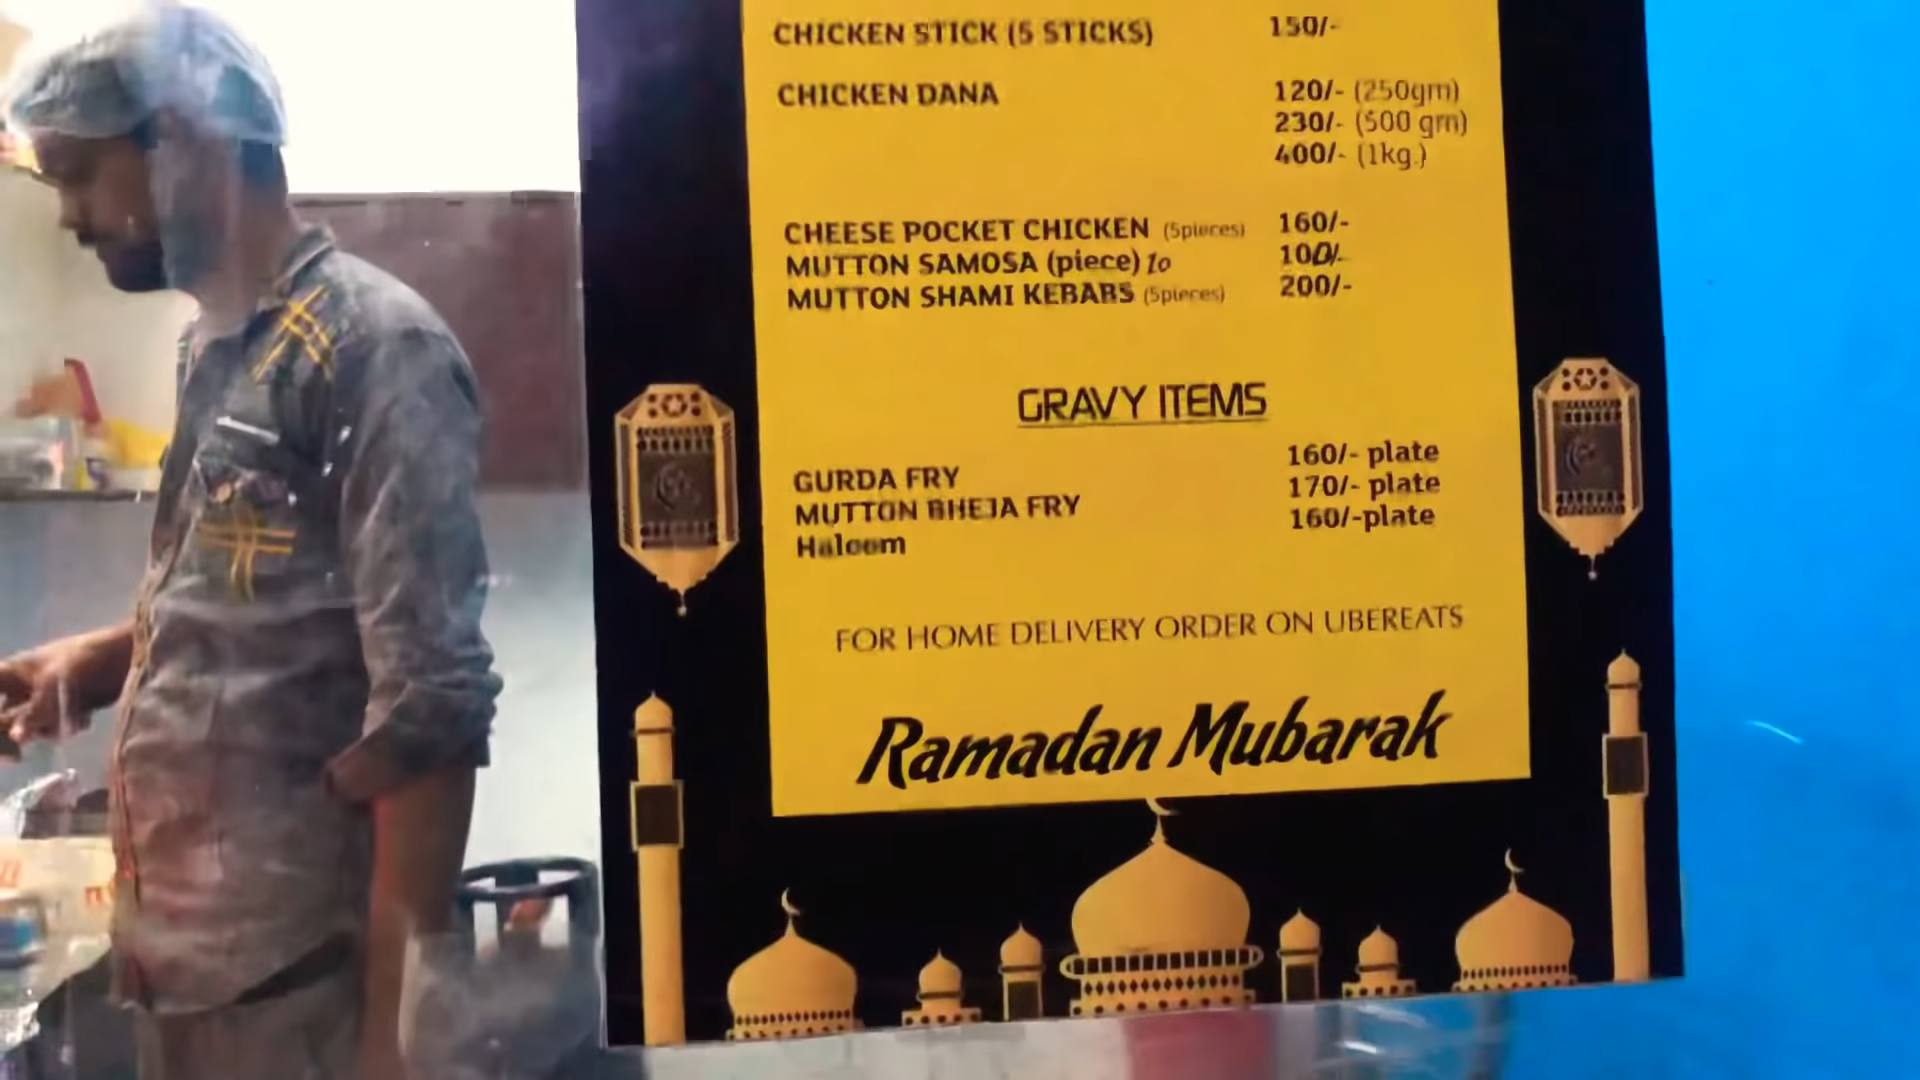 CHICKEN STICK (5 STICKS) 150/-
CHICKEN DANA 120/- (250gm)
230/- (500 gm)
400/- (1kg.)
CHEESE POCKET CHICKEN (5pieces) 160/-
MUTTON SAMOSA (piece) 10 100/-
MUTTON SHAMI KEBABS (5pieces) 200/-
GRAVY ITEMS
GURDA FRY 160/- plate
MUTTON BHEJA FRY 170/- plate
Haleem 160/-plate
FOR HOME DELIVERY ORDER ON UBEREATS
Ramadan Mubarak